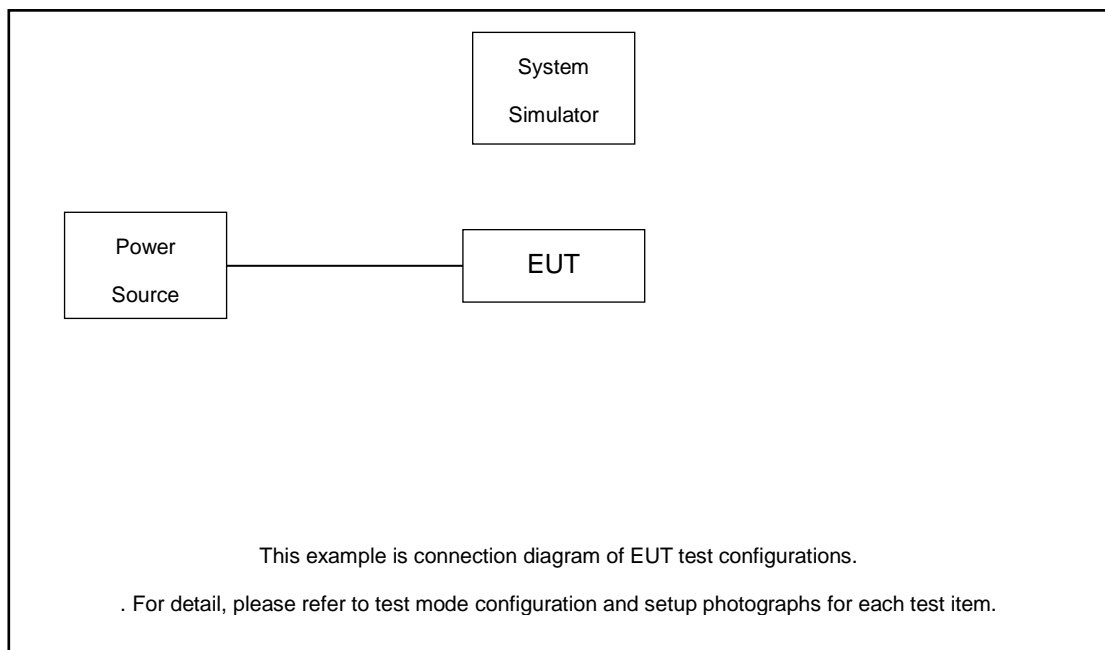 System
Simulator
Power
Source
EUT
This example is connection diagram of EUT test configurations.
. For detail, please refer to test mode configuration and setup photographs for each test item.